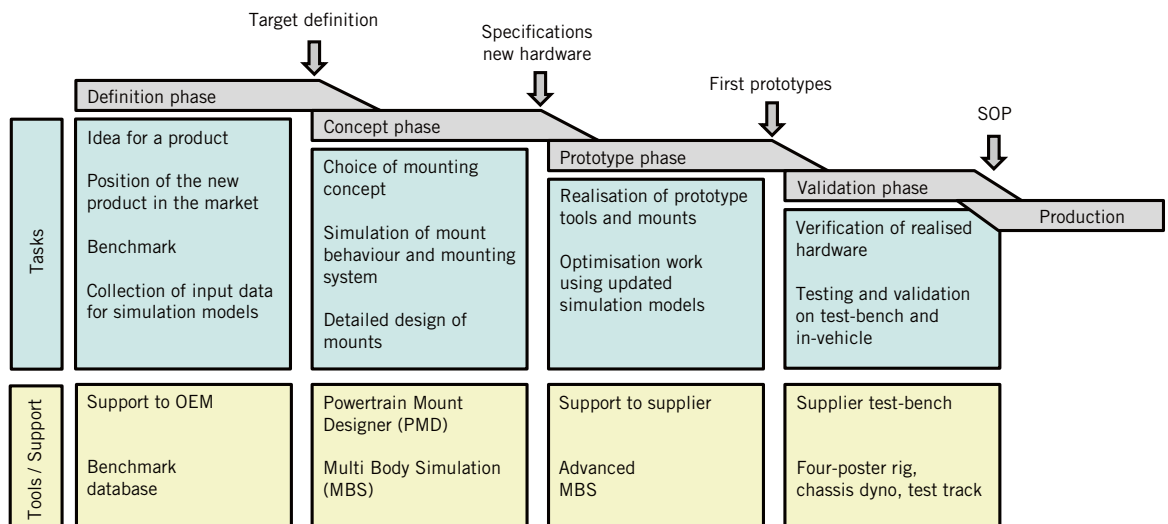 Target definition
Specifications
new hardware
First prototypes
SOP
Definition phase
Concept phase
Prototype phase
Validation phase
Production
Tasks
Idea for a product
Position of the new
product in the market
Benchmark
Collection of input data
for simulation models
Choice of mounting
concept
Simulation of mount
behaviour and mounting
system
Detailed design of
mounts
Realisation of prototype
tools and mounts
Optimisation work
using updated
simulation models
Verification of realised
hardware
Testing and validation
on test-bench and
in-vehicle
Tools / Support
Support to OEM
Benchmark
database
Powertrain Mount
Designer (PMD)
Multi Body Simulation
(MBS)
Support to supplier
Advanced
MBS
Supplier test-bench
Four-poster rig,
chassis dyno, test track